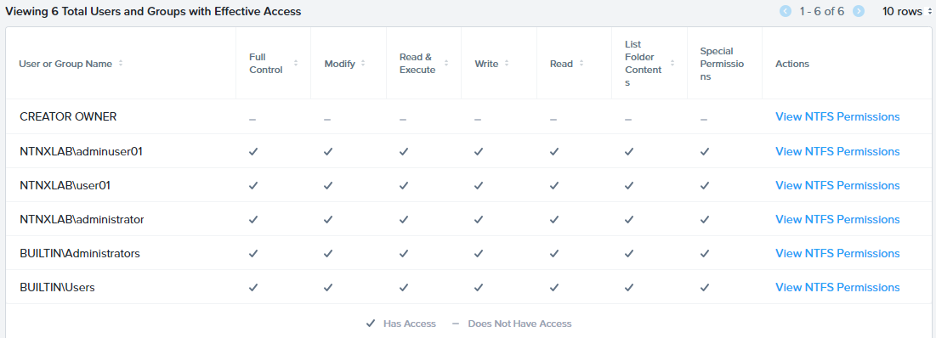 Viewing 6 Total Users and Groups with Effective Access 1 - 6 of 6 10 rows
User or Group Name Full Control Modify Read & Execute Write Read List Folder Content s Special Permissio ns Actions
CREATOR OWNER – – – – – – – View NTFS Permissions
NTNXLAB\adminuser01 ✓ ✓ ✓ ✓ ✓ ✓ ✓ View NTFS Permissions
NTNXLAB\user01 ✓ ✓ ✓ ✓ ✓ ✓ ✓ View NTFS Permissions
NTNXLAB\administrator ✓ ✓ ✓ ✓ ✓ ✓ ✓ View NTFS Permissions
BUILTIN\Administrators ✓ ✓ ✓ ✓ ✓ ✓ ✓ View NTFS Permissions
BUILTIN\Users ✓ ✓ ✓ ✓ ✓ ✓ ✓ View NTFS Permissions
✓ Has Access – Does Not Have Access